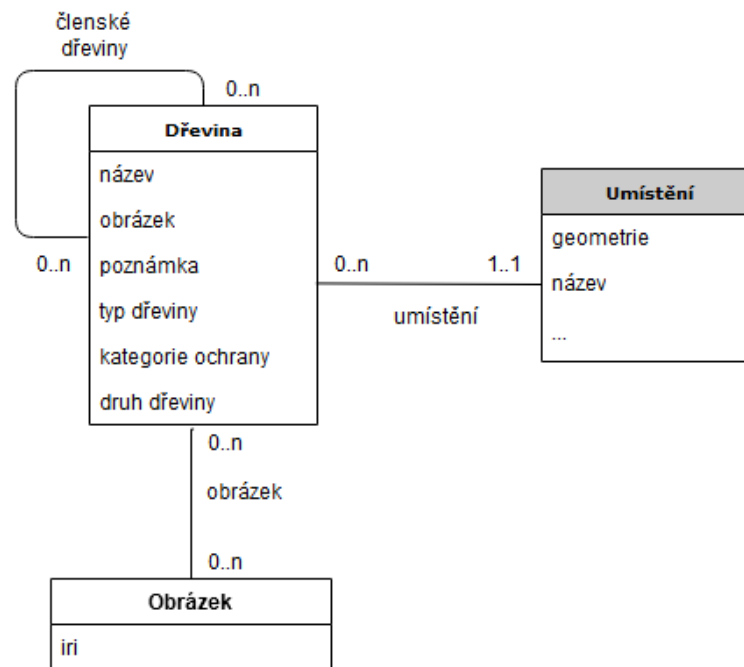 členské
dřeviny
0..n
Dřevina
název
obrázek
poznámka
typ dřeviny
kategorie ochrany
druh dřeviny
0..n
0..n
1..1
umístění
Umístění
geometrie
název
...
0..n
obrázek
0..n
Obrázek
iri